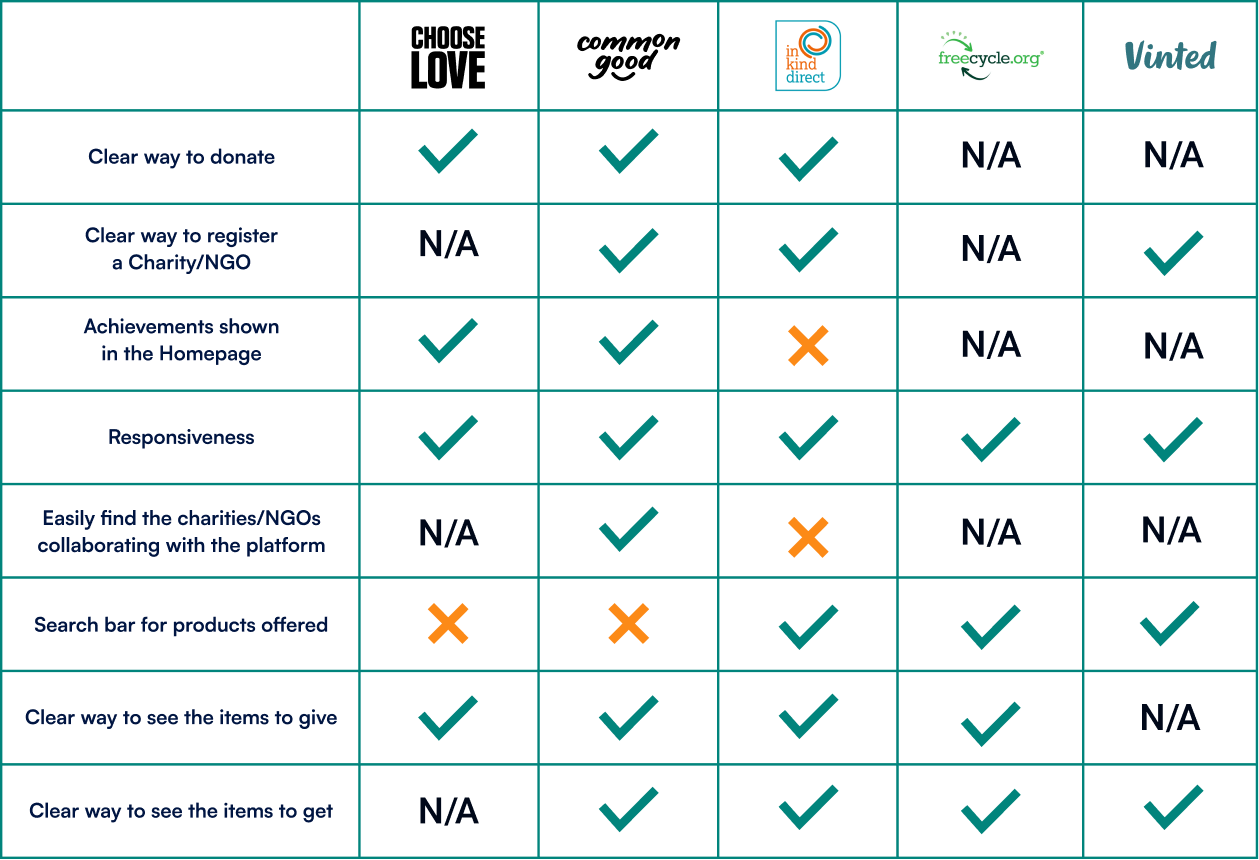 CHOOSE
LOVE
common
good
in
kind
direct
freecycle.org®
Vinted
Clear way to donate
N/A
N/A
Clear way to register
a Charity/NGO
N/A
N/A
Achievements shown
in the Homepage
N/A
N/A
Responsiveness
Easily find the charities/NGOs
collaborating with the platform
N/A
N/A
N/A
Search bar for products offered
Clear way to see the items to give
N/A
Clear way to see the items to get
N/A